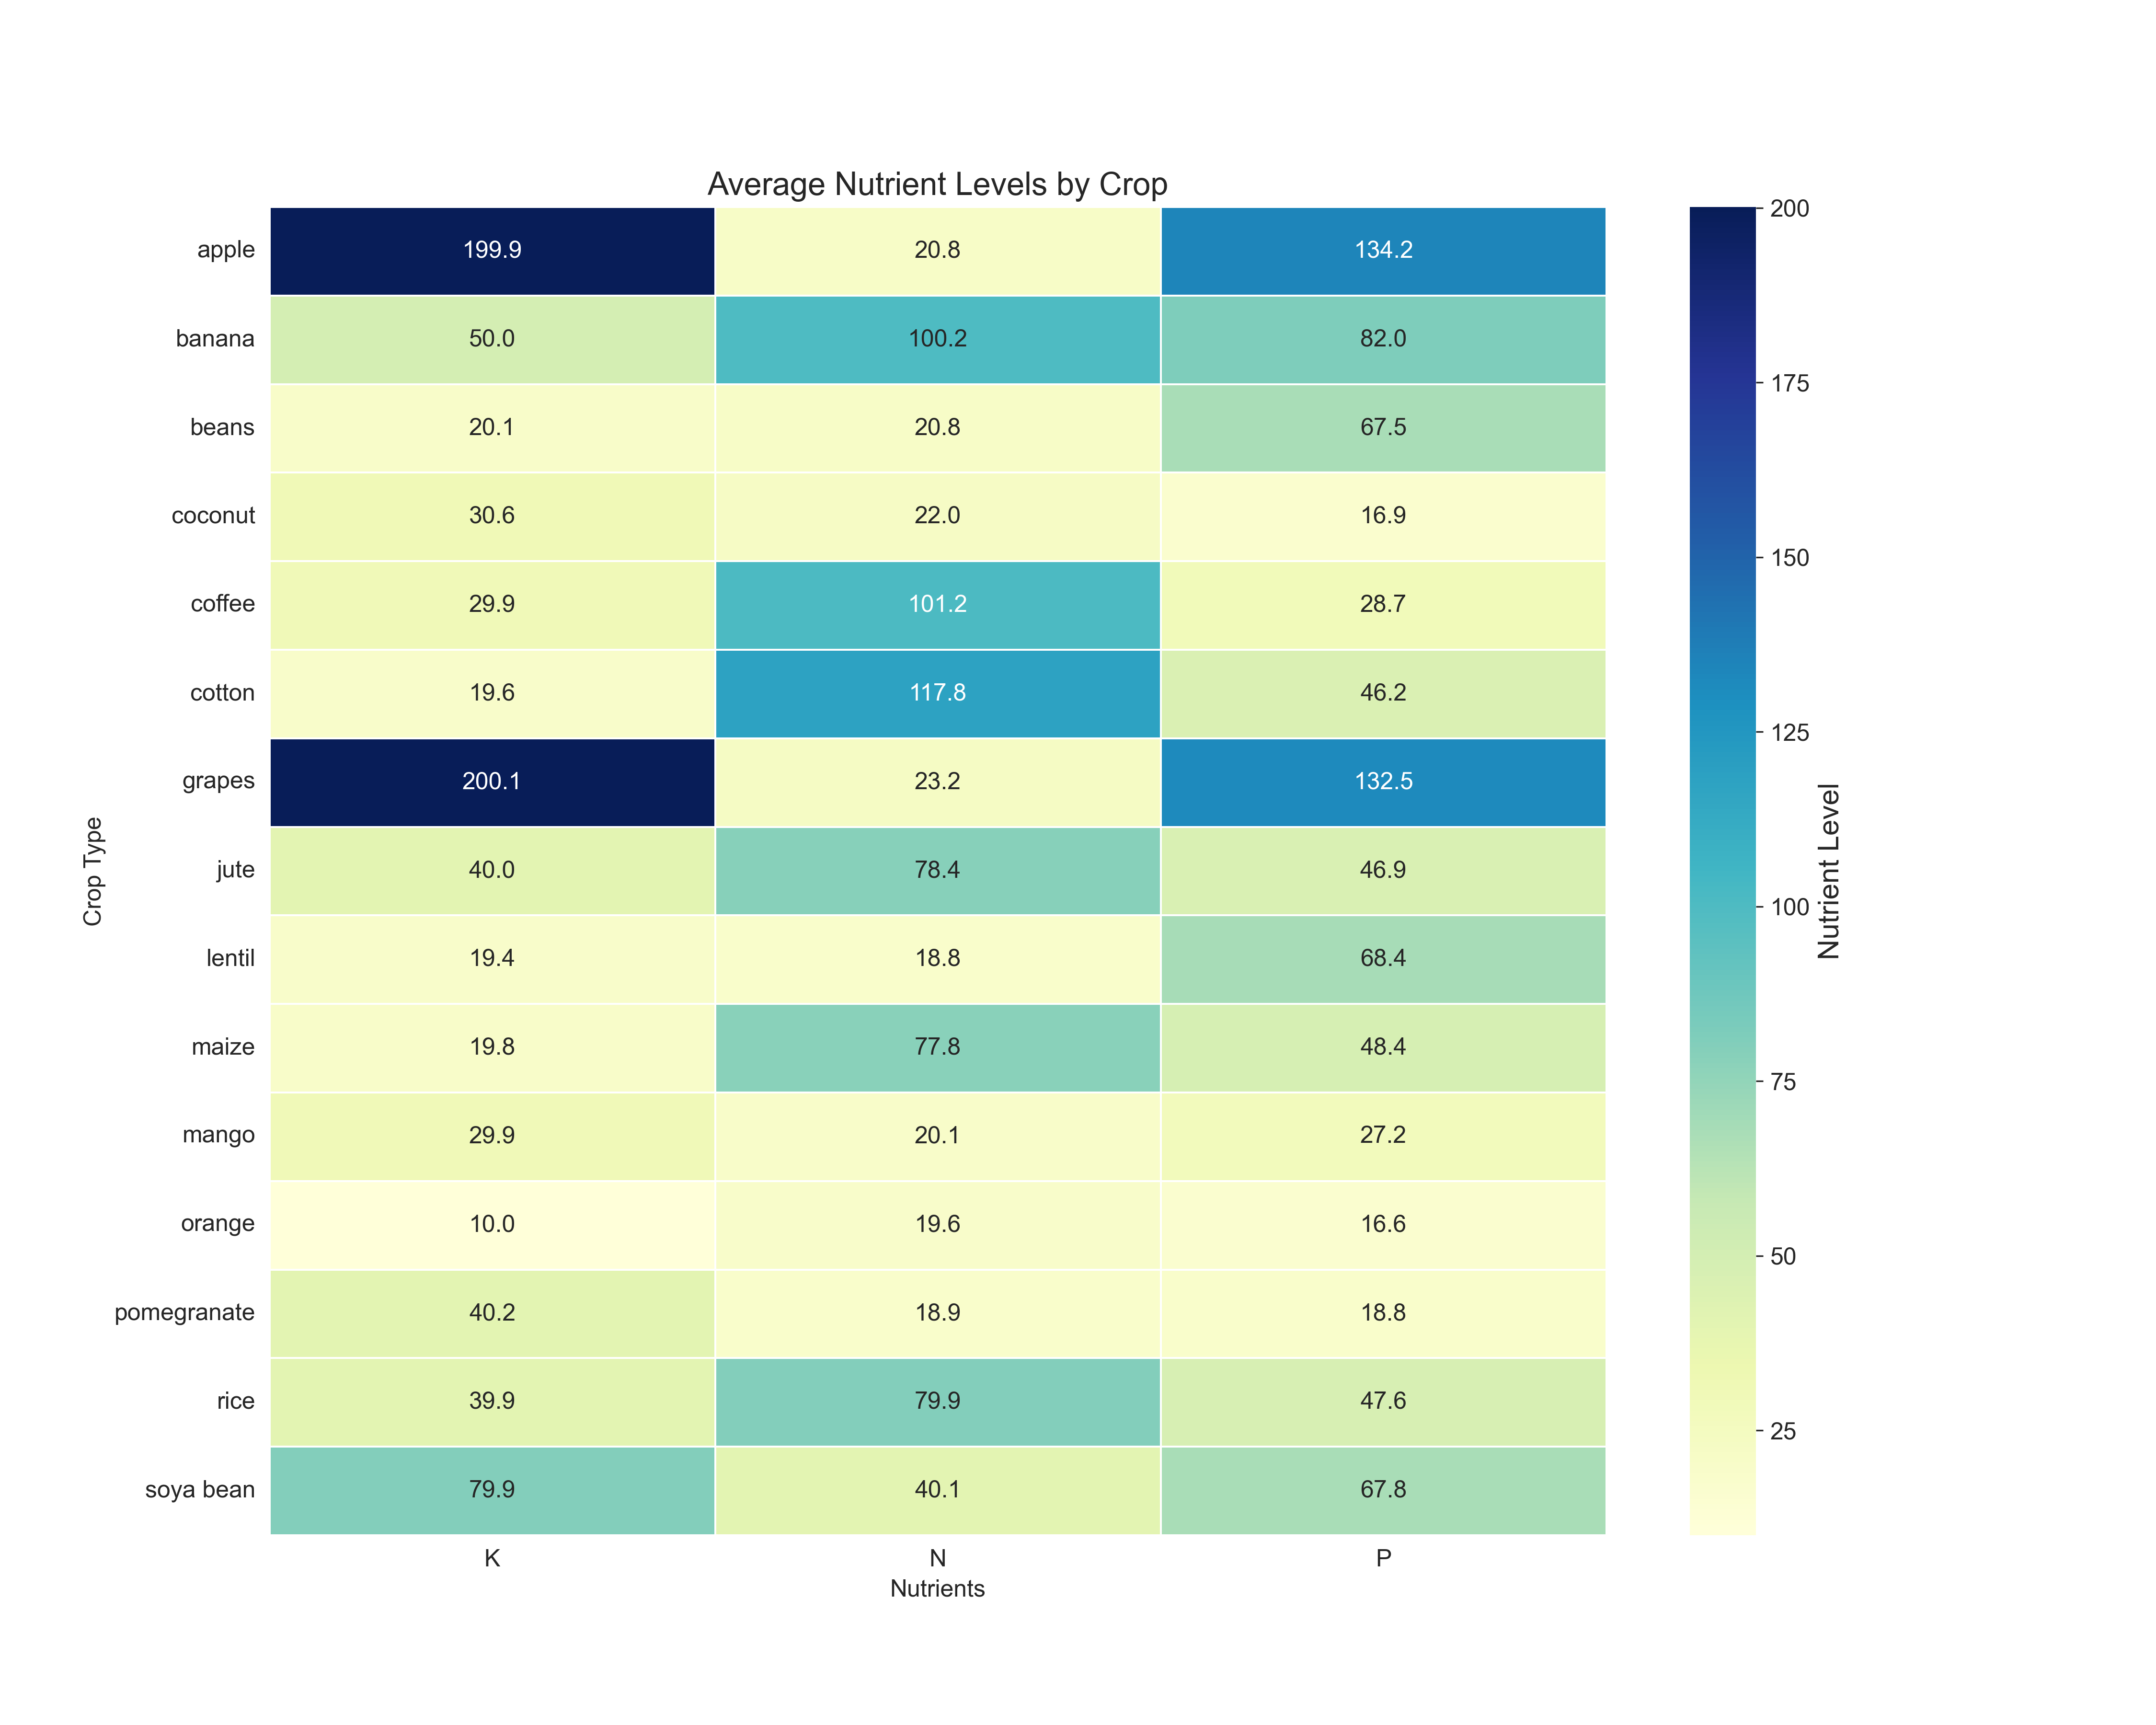 Average Nutrient Levels by Crop
apple 199.9 20.8 134.2
banana 50.0 100.2 82.0
beans 20.1 20.8 67.5
coconut 30.6 22.0 16.9
coffee 29.9 101.2 28.7
cotton 19.6 117.8 46.2
grapes 200.1 23.2 132.5
jute 40.0 78.4 46.9
lentil 19.4 18.8 68.4
maize 19.8 77.8 48.4
mango 29.9 20.1 27.2
orange 10.0 19.6 16.6
pomegranate 40.2 18.9 18.8
rice 39.9 79.9 47.6
soya bean 79.9 40.1 67.8
K N P
Nutrients
Crop Type
200
175
150
125
100
75
50
25
Nutrient Level